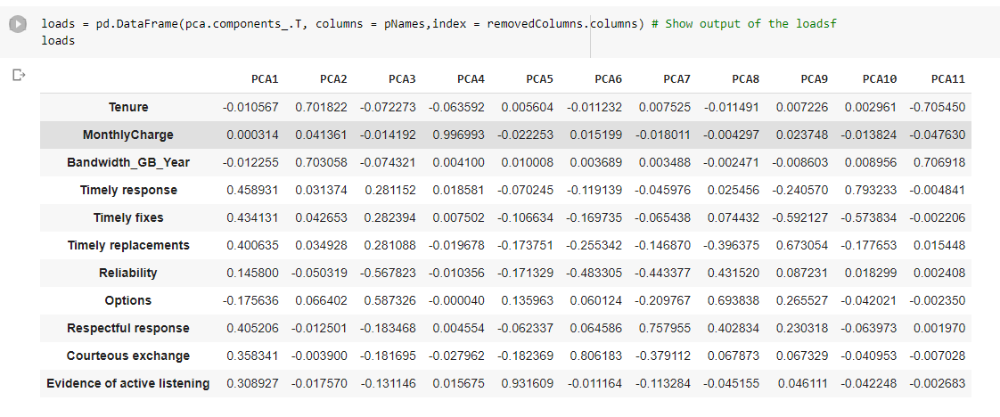 loads = pd.DataFrame(pca.components_.T, columns = pNames,index = removedColumns.columns) # Show output of the loadsf
loads
PCA1 PCA2 PCA3 PCA4 PCA5 PCA6 PCA7 PCA8 PCA9 PCA10 PCA11
Tenure -0.010567 0.701822 -0.072273 -0.063592 0.005604 -0.011232 0.007525 -0.011491 0.007226 0.002961 -0.705450
MonthlyCharge 0.000314 0.041361 -0.014192 0.996993 -0.022253 0.015199 -0.018011 -0.004297 0.023748 -0.013824 -0.047630
Bandwidth_GB_Year -0.012255 0.703058 -0.074321 0.004100 0.010008 0.003689 0.003488 -0.002471 -0.008603 0.008956 0.706918
Timely response 0.458931 0.031374 0.281152 0.018581 -0.070245 -0.119139 -0.045976 0.025456 -0.240570 0.793233 -0.004841
Timely fixes 0.434131 0.042653 0.282394 0.007502 -0.106634 -0.169735 -0.065438 0.074432 -0.592127 -0.573834 -0.002206
Timely replacements 0.400635 0.034928 0.281088 -0.019678 -0.173751 -0.255342 -0.146870 -0.396375 0.673054 -0.177653 0.015448
Reliability 0.145800 -0.050319 -0.567823 -0.010356 -0.171329 -0.483305 -0.443377 0.431520 0.087231 0.018299 0.002408
Options -0.175636 0.066402 0.587326 -0.000040 0.135963 0.060124 -0.209767 0.693838 0.265527 -0.042021 -0.002350
Respectful response 0.405206 -0.012501 -0.183468 0.004554 -0.062337 0.064586 0.757955 0.402834 0.230318 -0.063973 0.001970
Courteous exchange 0.358341 -0.003900 -0.181695 -0.027962 -0.182369 0.806183 -0.379112 0.067873 0.067329 -0.040953 -0.007028
Evidence of active listening 0.308927 -0.017570 -0.131146 0.015675 0.931609 -0.011164 -0.113284 -0.045155 0.046111 -0.042248 -0.002683